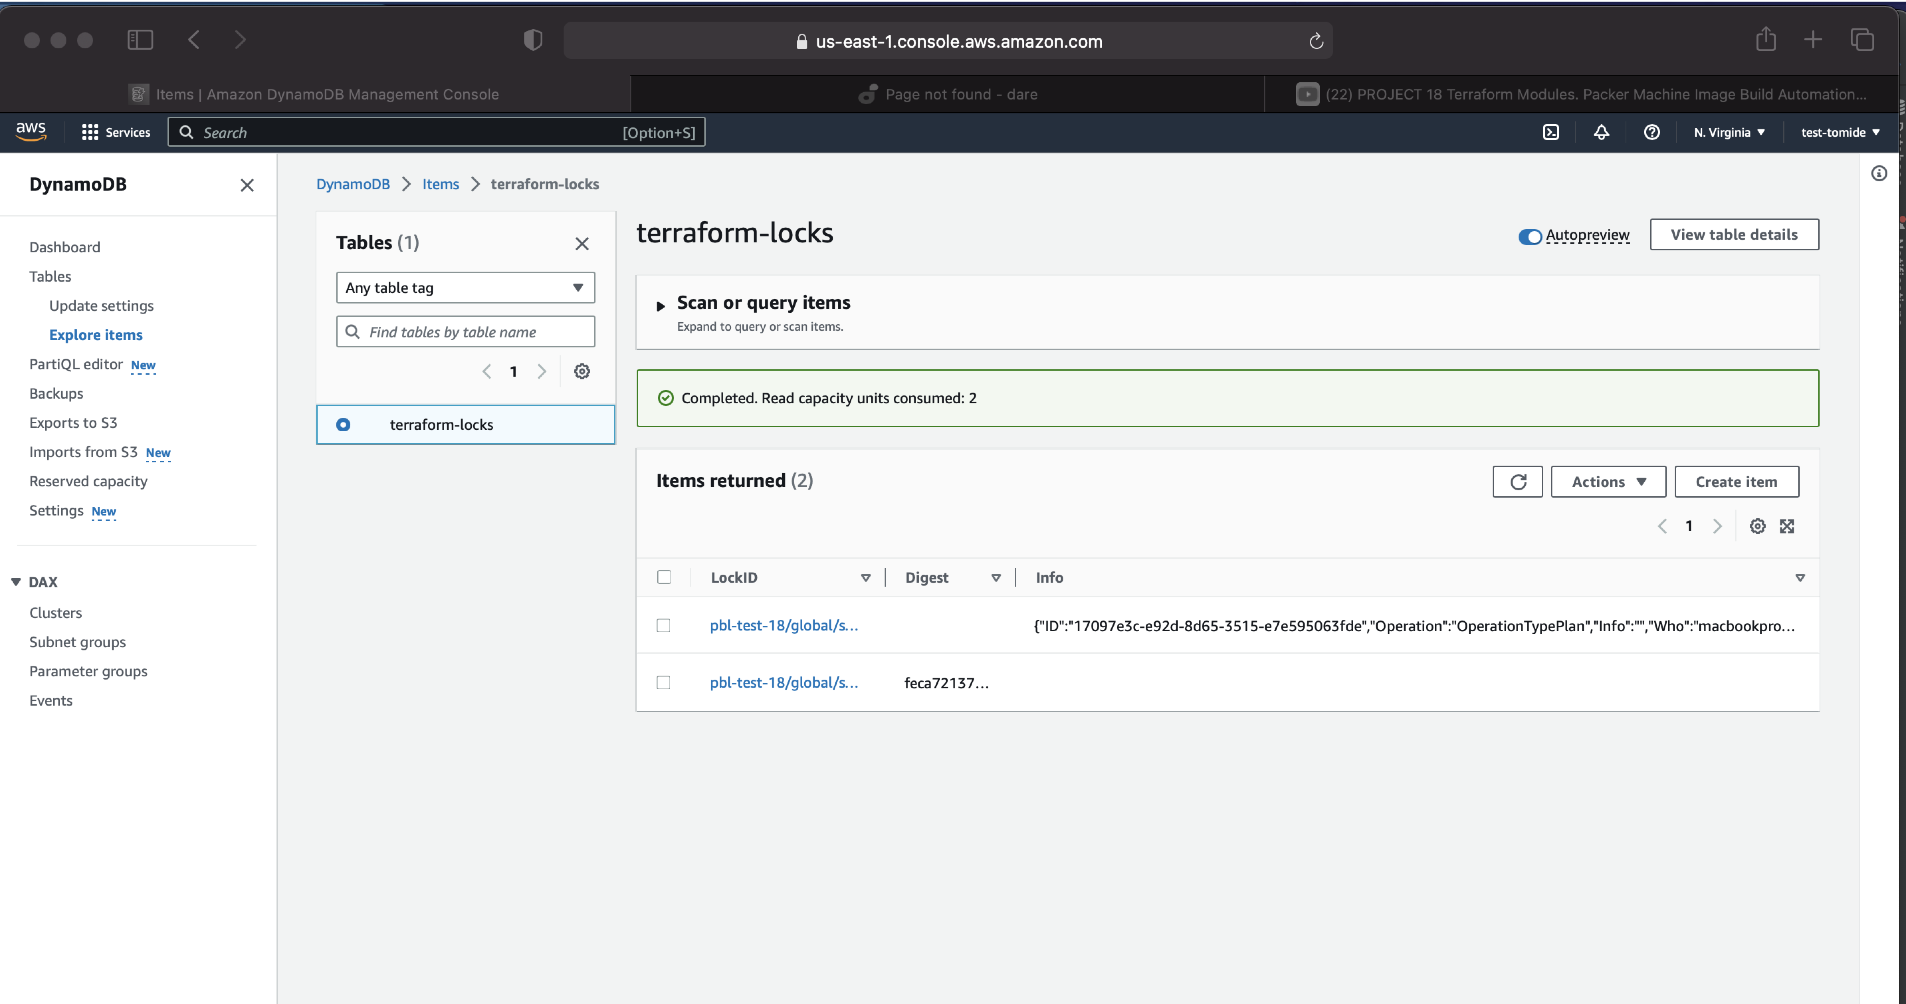 us-east-1.console.aws.amazon.com
Items | Amazon DynamoDB Management Console
Page not found - dare
(22) PROJECT 18 Terraform Modules. Packer Machine Image Build Automation...
aws
Services
Search
[Option+S]
N. Virginia
test-tomide
DynamoDB
Dashboard
Tables
Update settings
Explore items
PartiQL editor New
Backups
Exports to S3
Imports from S3 New
Reserved capacity
Settings New
DAX
Clusters
Subnet groups
Parameter groups
Events
DynamoDB > Items > terraform-locks
Tables (1)
Any table tag
Find tables by table name
1
terraform-locks
terraform-locks
Autopreview
View table details
Scan or query items
Expand to query or scan items.
Completed. Read capacity units consumed: 2
Items returned (2)
Actions
Create item
1
LockID Digest Info
pbl-test-18/global/s... {"ID":"17097e3c-e92d-8d65-3515-e7e595063fde","Operation":"OperationTypePlan","Info":"","Who":"macbookpro...
pbl-test-18/global/s... feca72137...